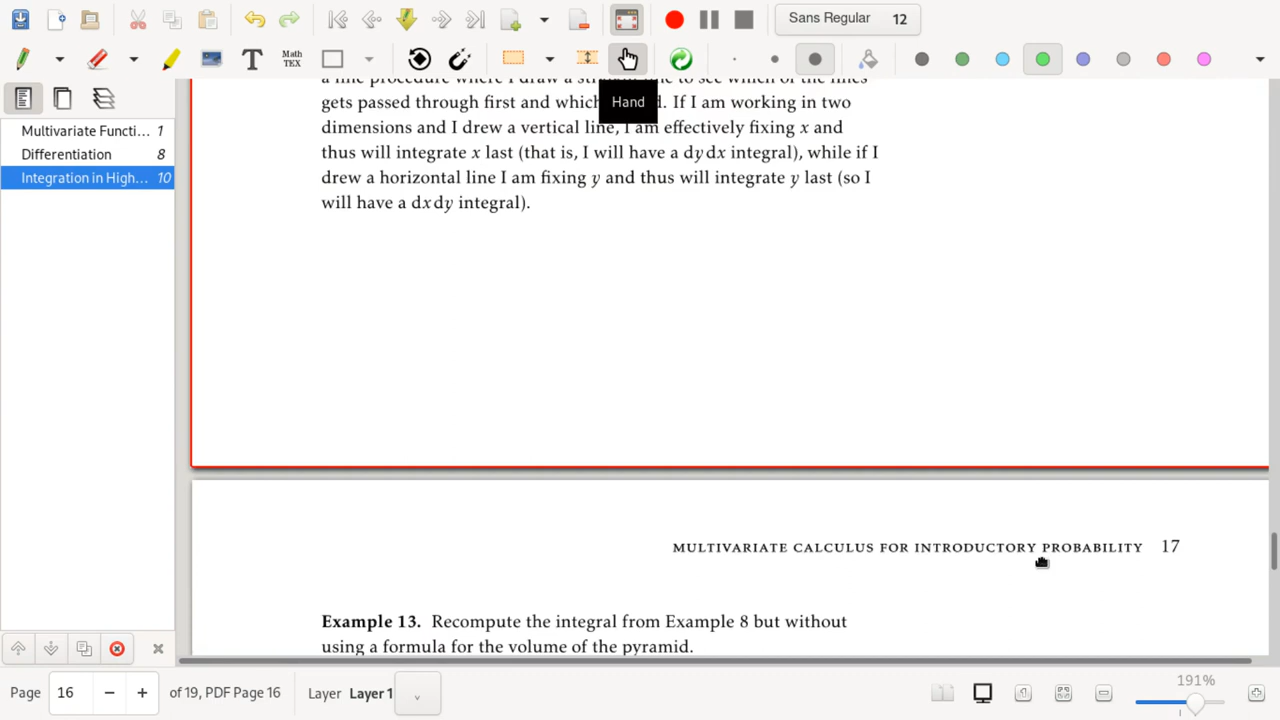 Sans Regular 12
Math
TEX
Hand
Multivariate Functi... 1
Differentiation 8
Integration in High... 10
gets passed through first and which d. If I am working in two
dimensions and I drew a vertical line, I am effectively fixing x and
thus will integrate x last (that is, I will have a dy dx integral), while if I
drew a horizontal line I am fixing y and thus will integrate y last (so I
will have a dx dy integral).
MULTIVARIATE CALCULUS FOR INTRODUCTORY PROBABILITY 17
Example 13. Recompute the integral from Example 8 but without
using a formula for the volume of the pyramid.
Page 16 of 19, PDF Page 16 Layer Layer 1 191%